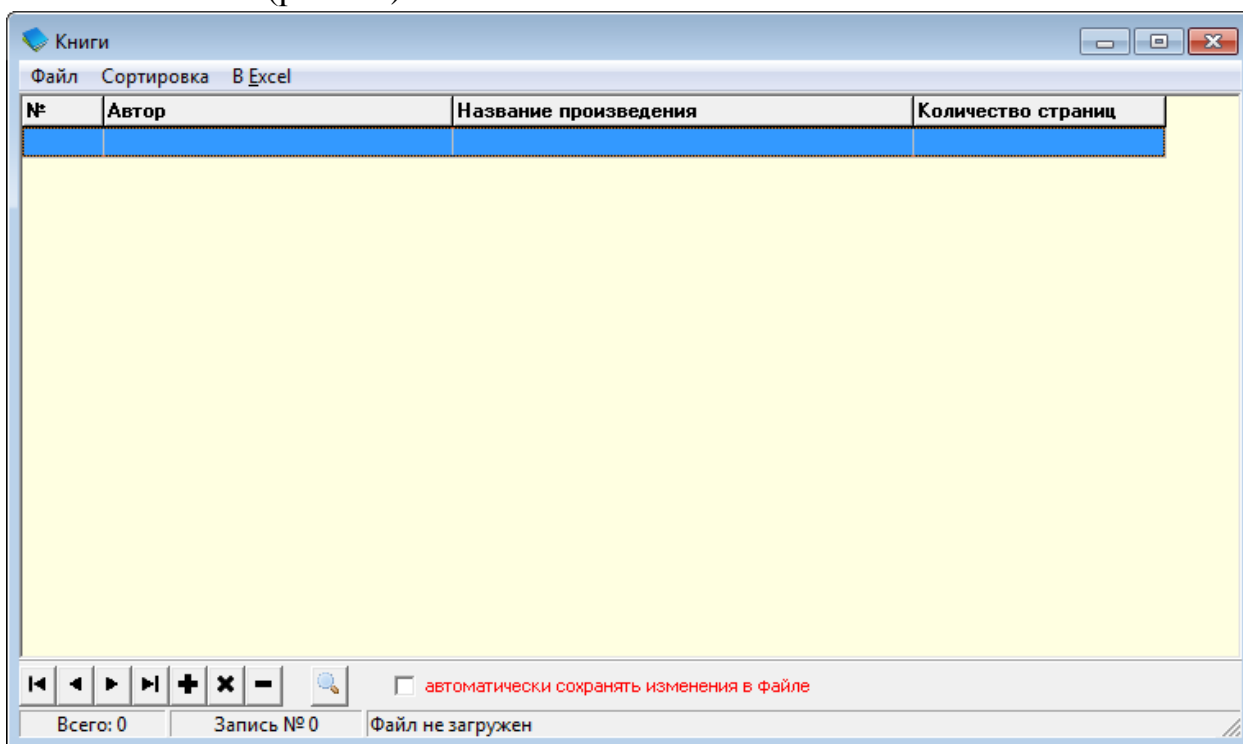 Книги
Файл Сортировка В Excel
№ Автор Название произведения Количество страниц
автоматически сохранять изменения в файле
Всего: 0 Запись № 0 Файл не загружен